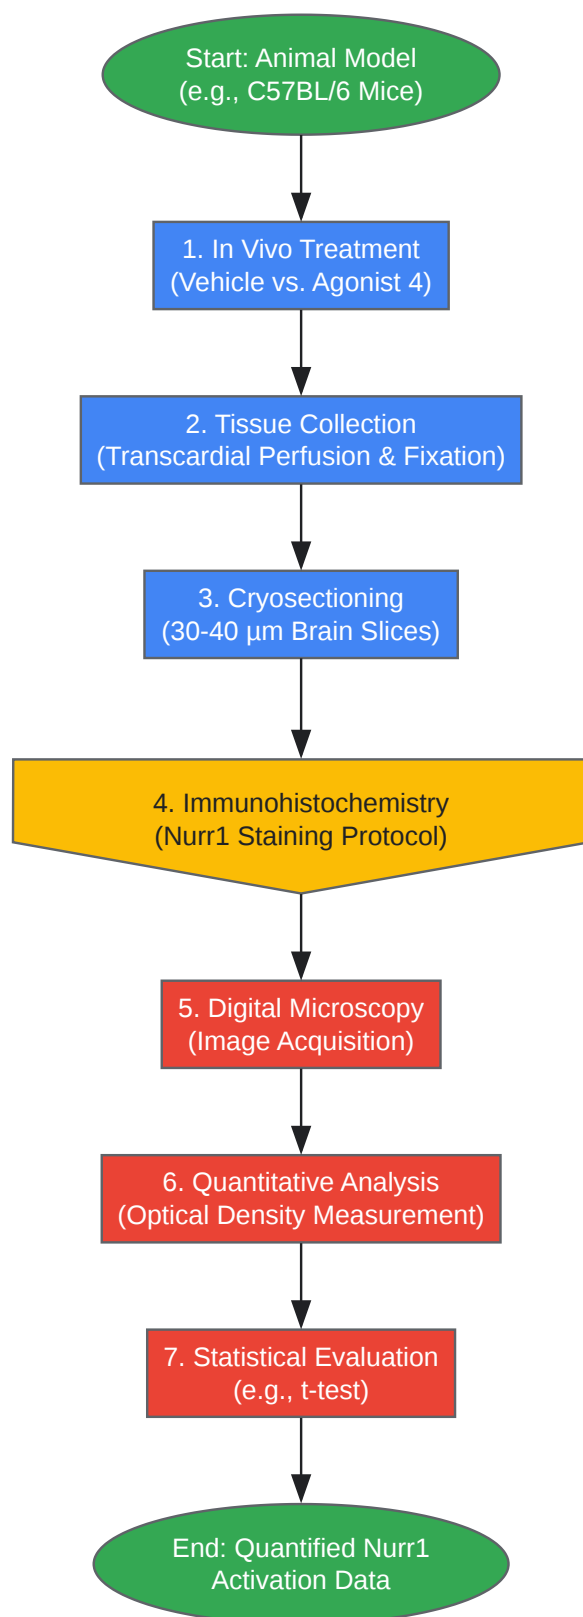 Start: Animal Model
(e.g., C57BL/6 Mice)
1. In Vivo Treatment
(Vehicle vs. Agonist 4)
2. Tissue Collection
(Transcardial Perfusion & Fixation)
3. Cryosectioning
(30-40 µm Brain Slices)
4. Immunohistochemistry
(Nurr1 Staining Protocol)
5. Digital Microscopy
(Image Acquisition)
6. Quantitative Analysis
(Optical Density Measurement)
7. Statistical Evaluation
(e.g., t-test)
End: Quantified Nurr1
Activation Data